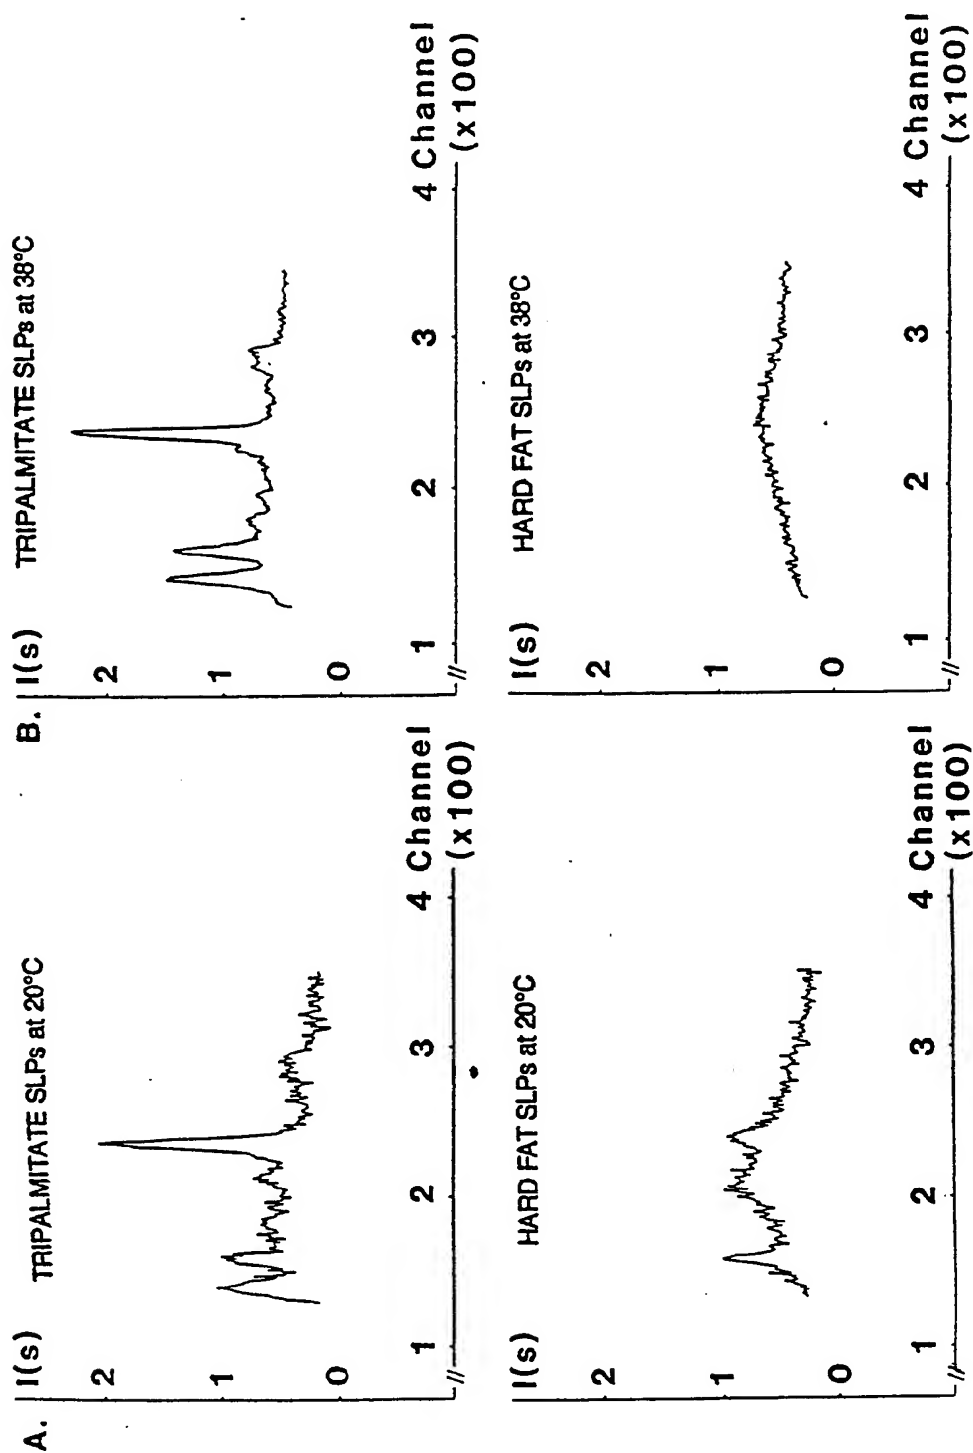 A.
I(s)
TRIPALMITATE SLPs at 20°C
2
1
0
1
2
3
4 Channel
(x100)
I(s)
HARD FAT SLPs at 20°C
2
1
0
1
2
3
4 Channel
(x100)
B.
I(s)
TRIPALMITATE SLPs at 38°C
2
1
0
1
2
3
4 Channel
(x100)
I(s)
HARD FAT SLPs at 38°C
2
1
0
1
2
3
4 Channel
(x100)